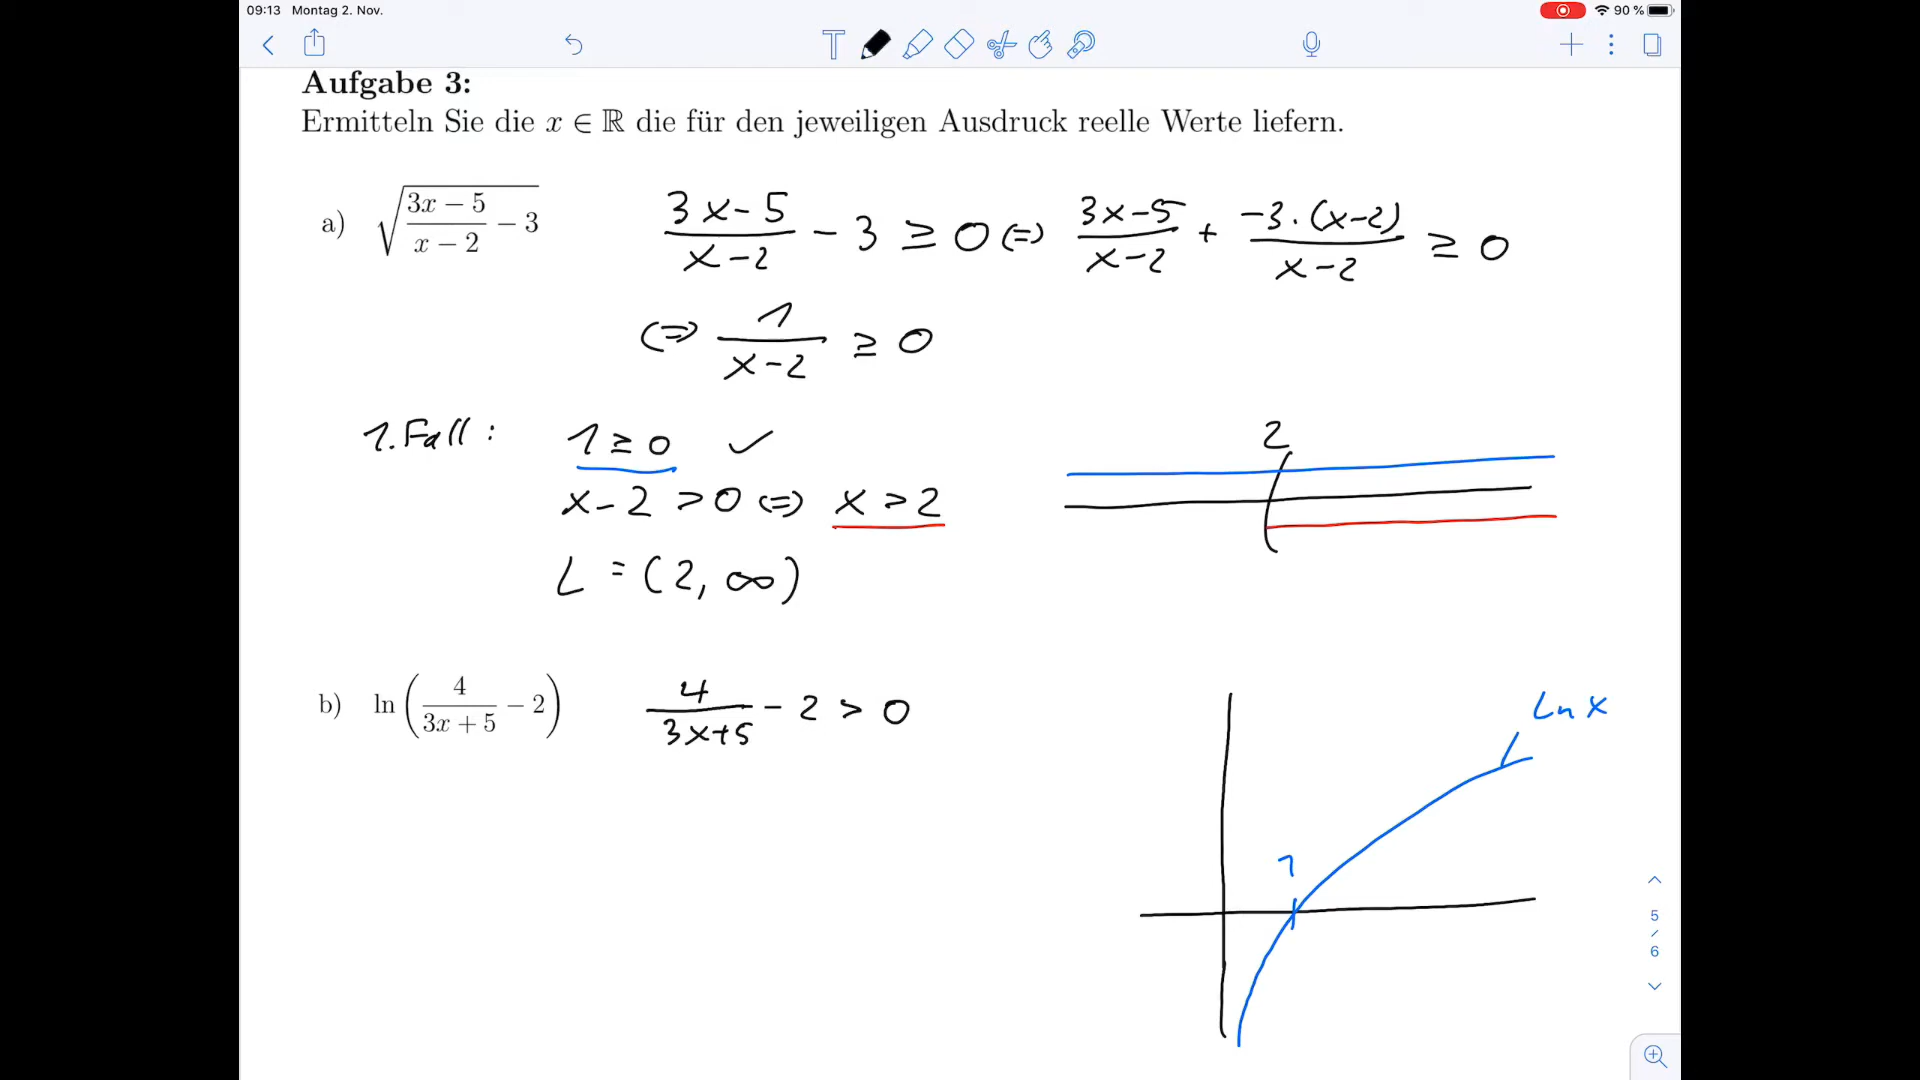 09:13 Montag 2. Nov.
90 %
Aufgabe 3:
Ermitteln Sie die x ∈ ℝ die für den jeweiligen Ausdruck reelle Werte liefern.
a) √((3x − 5)/(x − 2) − 3)
(3x-5)/(x-2) - 3 ≥ 0 ⇔ (3x-5)/(x-2) + (-3·(x-2))/(x-2) ≥ 0
⇔ 1/(x-2) ≥ 0
1. Fall: 1 ≥ 0 ✓
2
x-2 > 0 ⇔ x > 2
L = (2, ∞)
b) ln(4/(3x + 5) − 2)
4/(3x+5) - 2 > 0
ln x
1
5
/
6